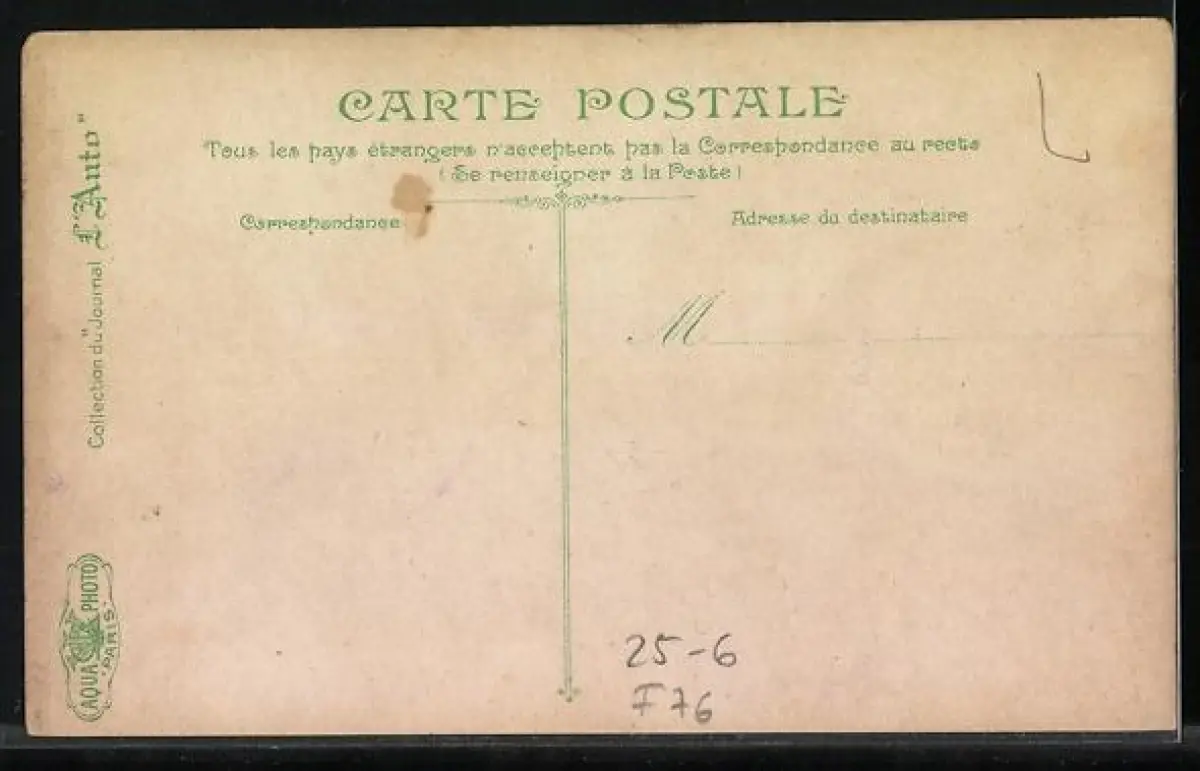 CARTE POSTALE
Tous les pays étrangers n'acceptent pas la Correspondance au recto
(Se renseigner à la Poste)
Correspondance
Adresse du destinataire
M
Collection du Journal "L'Auto"
AQUA PHOTO
PARIS
25-6
F76